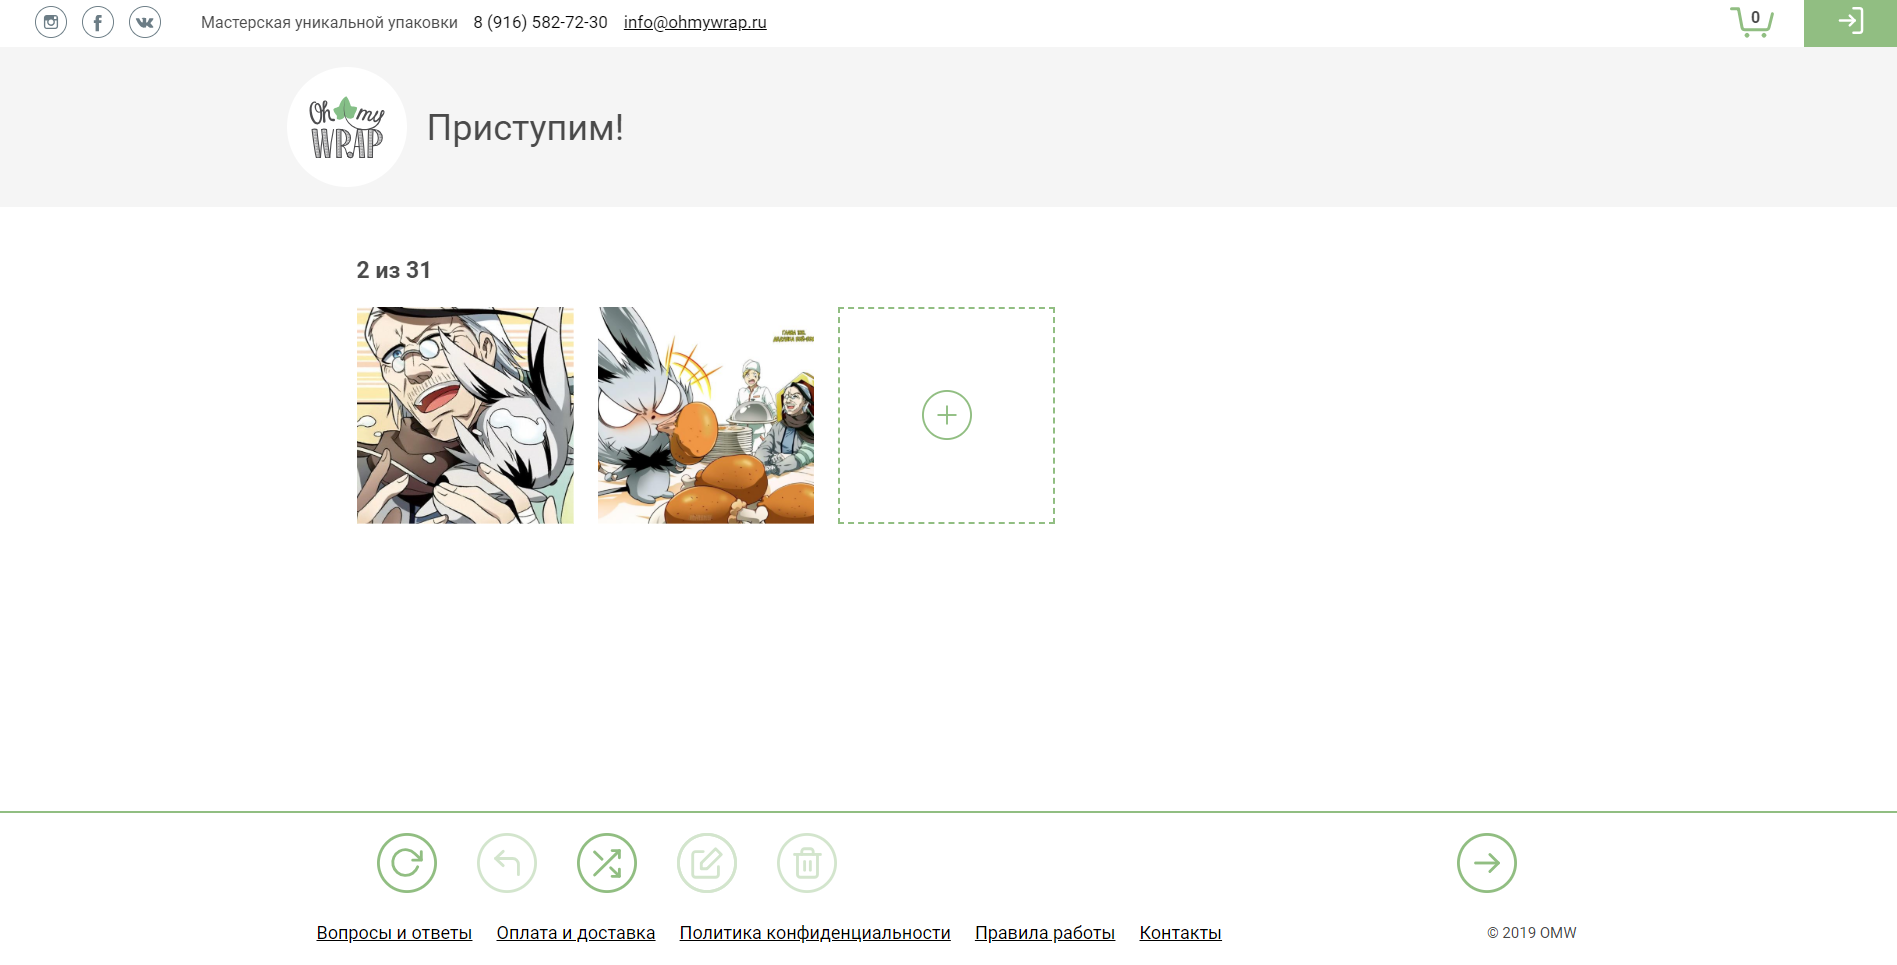 Мастерская уникальной упаковки 8 (916) 582-72-30 info@ohmywrap.ru
0
Oh my
WRAP
Приступим!
2 из 31
Вопросы и ответы Оплата и доставка Политика конфиденциальности Правила работы Контакты
© 2019 OMW